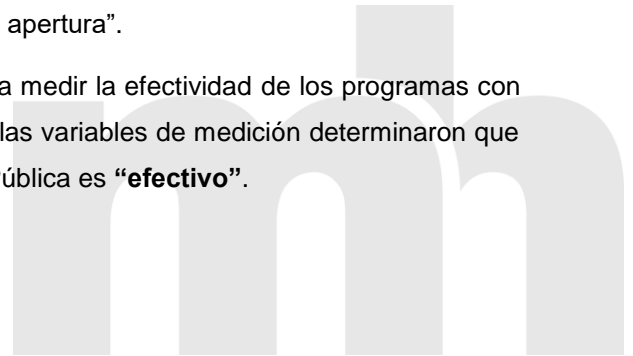 apertura”.
a medir la efectividad de los programas con
las variables de medición determinaron que
ública es “efectivo”.